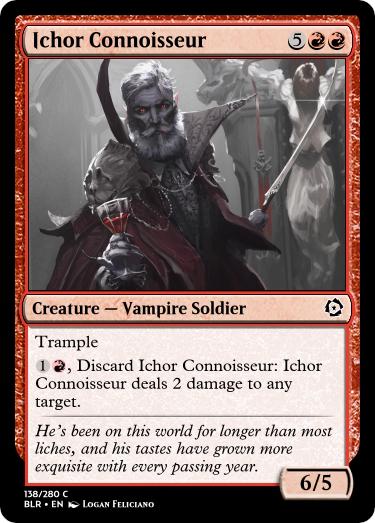 Ichor Connoisseur 5
Creature — Vampire Soldier
Trample
1, Discard Ichor Connoisseur: Ichor
Connoisseur deals 2 damage to any
target.
He's been on this world for longer than most
liches, and his tastes have grown more
exquisite with every passing year.
6/5
138/280 C
BLR • EN Logan Feliciano